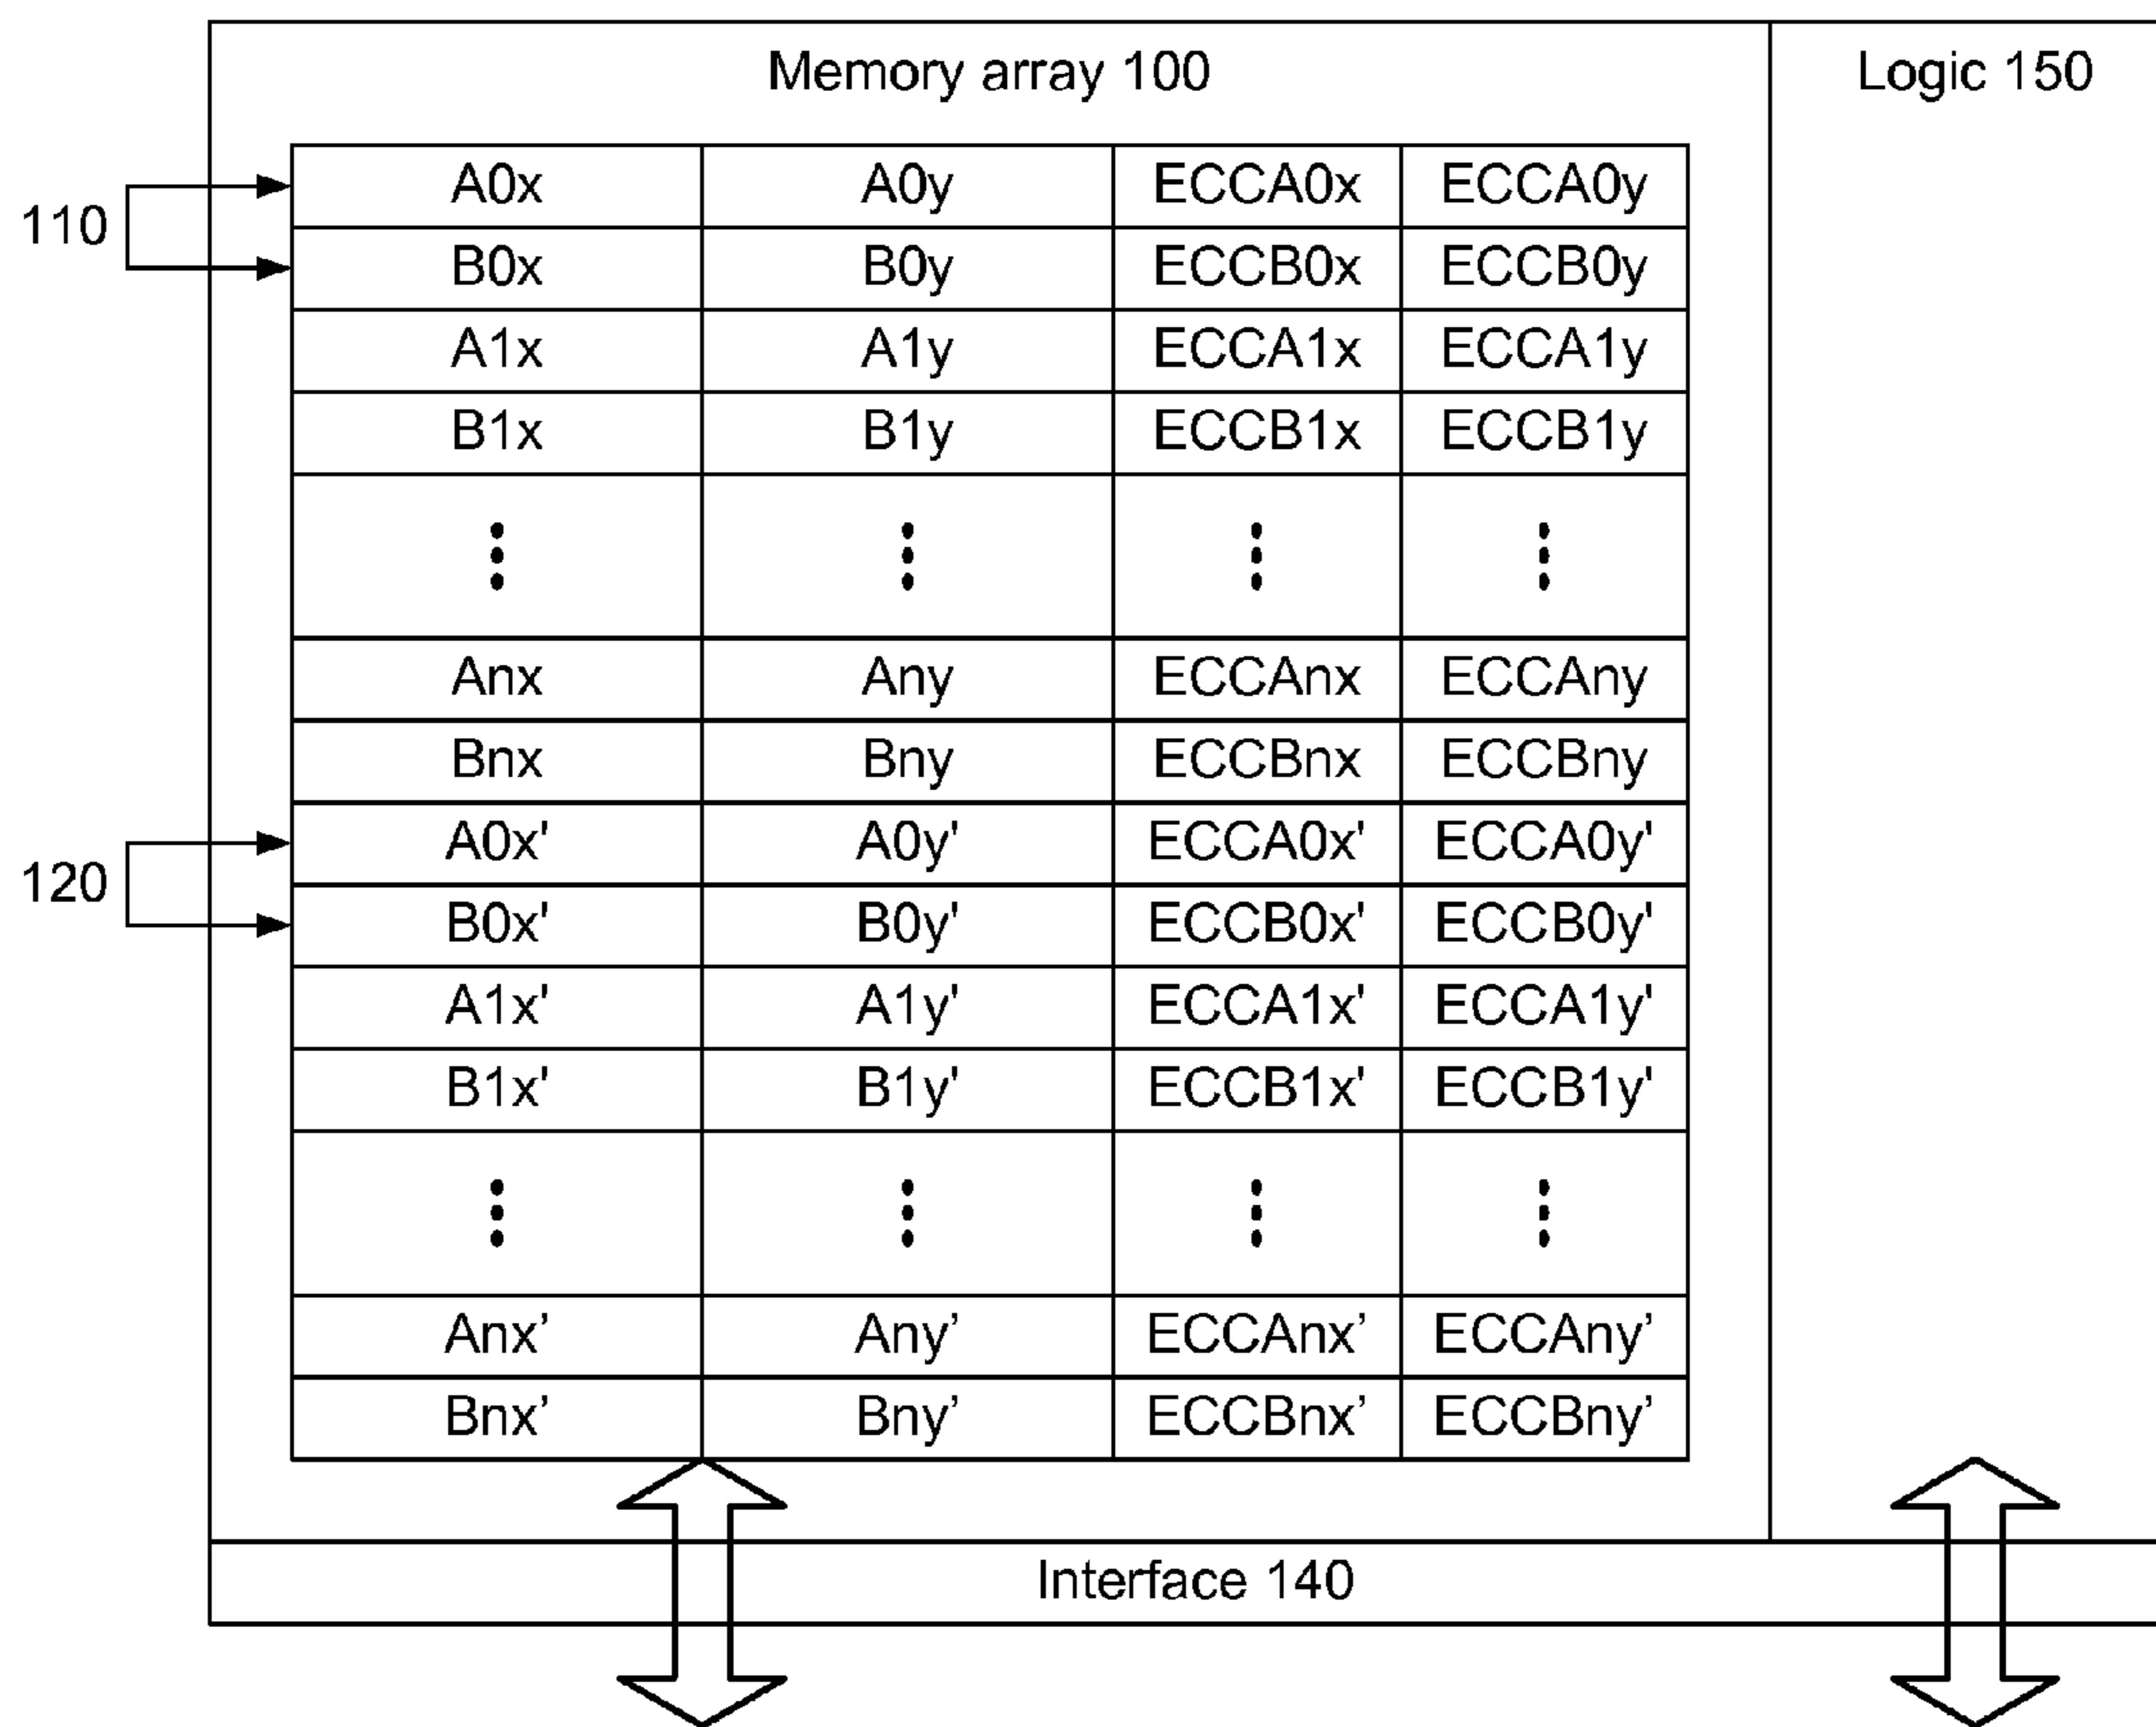 Memory array 100 Logic 150
A0x A0y ECCA0x ECCA0y
110
B0x B0y ECCB0x ECCB0y
A1x A1y ECCA1x ECCA1y
B1x B1y ECCB1x ECCB1y
Anx Any ECCAnx ECCAny
Bnx Bny ECCBnx ECCBny
A0x' A0y' ECCA0x' ECCA0y'
120
B0x' B0y' ECCB0x' ECCB0y'
A1x' A1y' ECCA1x' ECCA1y'
B1x' B1y' ECCB1x' ECCB1y'
Anx’ Any’ ECCAnx’ ECCAny’
Bnx’ Bny’ ECCBnx’ ECCBny’
Interface 140